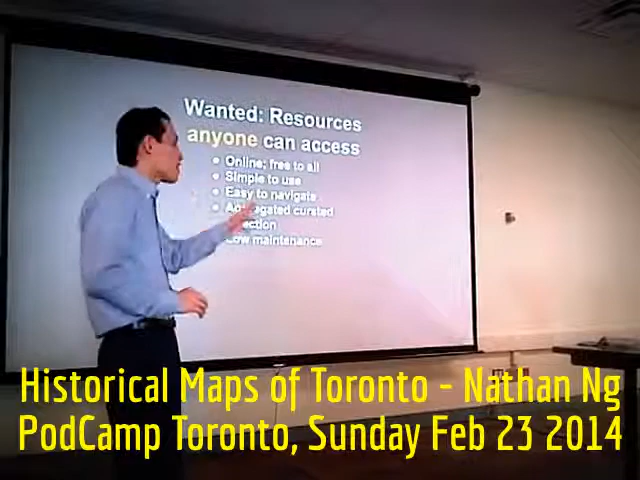 Wanted: Resources
anyone can access
• Online; free to all
• Simple to use
• Easy to navigate
• curated
• Low maintenance
Historical Maps of Toronto - Nathan Ng
PodCamp Toronto, Sunday Feb 23 2014